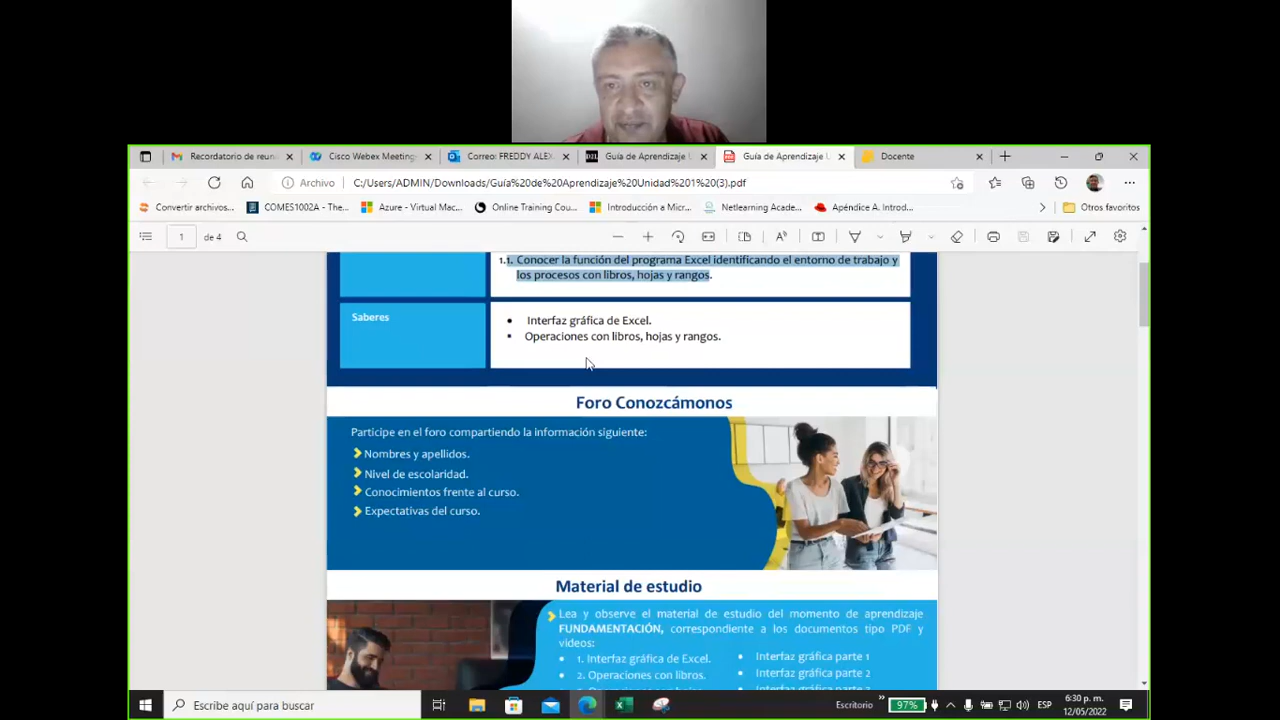 Recordatorio de reun
Cisco Webex Meeting
Correo: FREDDY ALEX
Guía de Aprendizaje U
Guía de Aprendizaje U
Docente
Archivo
C:/Users/ADMIN/Downloads/Guía%20de%20Aprendizaje%20Unidad%201%20(3).pdf
Convertir archivos...
COMES1002A - The...
Azure - Virtual Mac...
Online Training Cou...
Introducción a Micr...
Netlearning Acade...
Apéndice A. Introd...
Otros favoritos
1 de 4
1.1. Conocer la función del programa Excel identificando el entorno de trabajo y
los procesos con libros, hojas y rangos.
Saberes
• Interfaz gráfica de Excel.
• Operaciones con libros, hojas y rangos.
Foro Conozcámonos
Participe en el foro compartiendo la información siguiente:
Nombres y apellidos.
Nivel de escolaridad.
Conocimientos frente al curso.
Expectativas del curso.
Material de estudio
Lea y observe el material de estudio del momento de aprendizaje
FUNDAMENTACIÓN, correspondiente a los documentos tipo PDF y
videos:
• 1. Interfaz gráfica de Excel.
• 2. Operaciones con libros.
• Interfaz gráfica parte 1
• Interfaz gráfica parte 2
Escribe aquí para buscar
Escritorio
97%
ESP
6:30 p. m.
12/05/2022